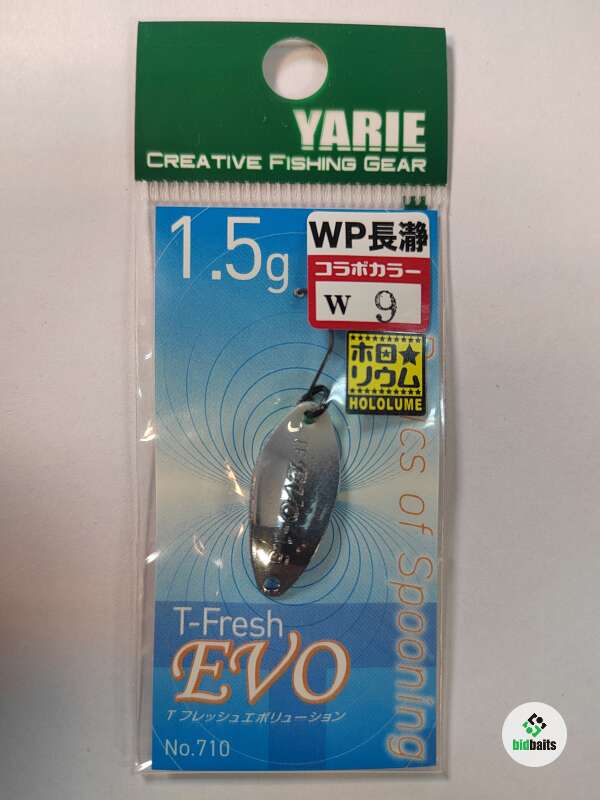 YARIE
CREATIVE FISHING GEAR
1.5g
WP長瀞
コラボカラー
W 9
ホロ★
リウム
HOLOLUME
of Spooning
T-Fresh
EVO
T フレッシュエボリューション
No.710
bidbaits